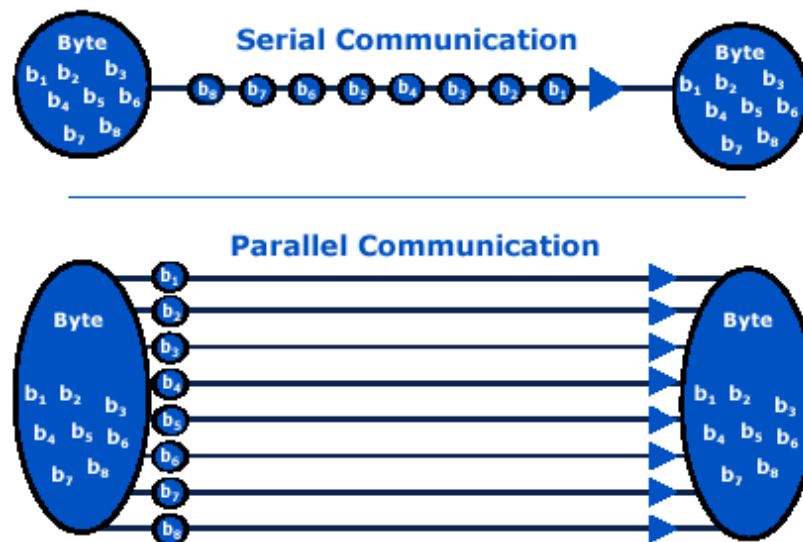 Serial Communication
Byte
b₁ b₂ b₃
b₄ b₅ b₆
b₇ b₈
b₈ b₇ b₆ b₅ b₄ b₃ b₂ b₁
Byte
b₁ b₂ b₃
b₄ b₅ b₆
b₇ b₈
Parallel Communication
Byte
b₁ b₂ b₃
b₄ b₅ b₆
b₇ b₈
b₁
b₂
b₃
b₄
b₅
b₆
b₇
b₈
Byte
b₁ b₂ b₃
b₄ b₅ b₆
b₇ b₈